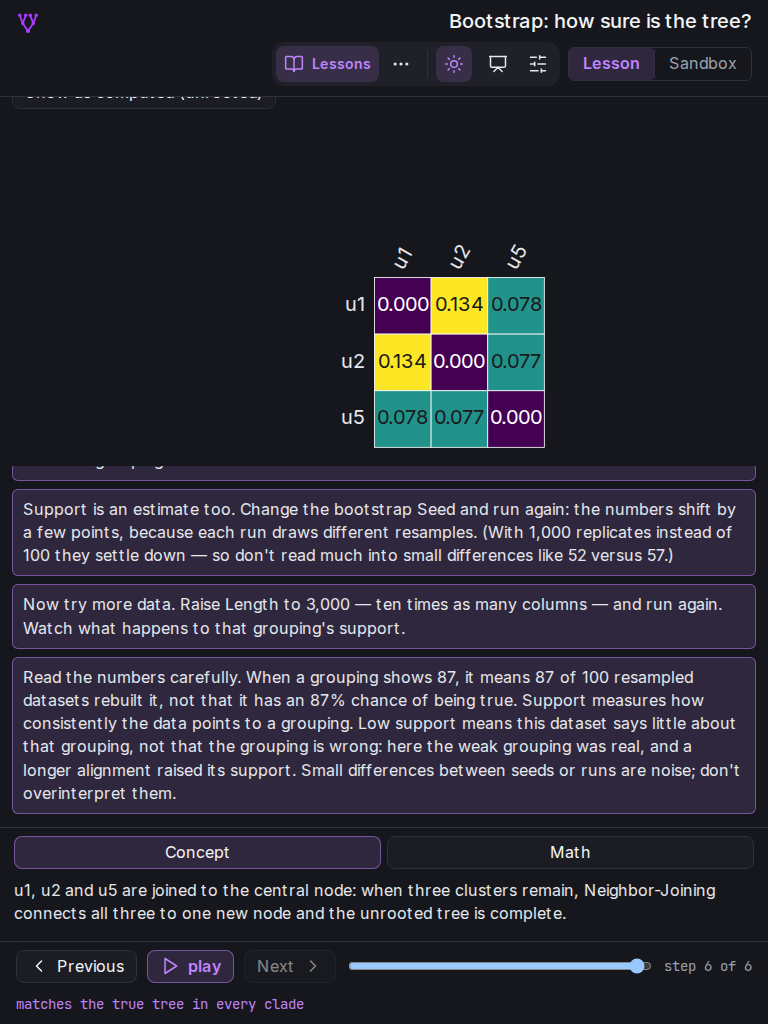 Bootstrap: how sure is the tree?
Lessons
Lesson
Sandbox
Show as computed (unrooted)
u1 u2 u5
u1 0.000 0.134 0.078
u2 0.134 0.000 0.077
u5 0.078 0.077 0.000
Support is an estimate too. Change the bootstrap Seed and run again: the numbers shift by
a few points, because each run draws different resamples. (With 1,000 replicates instead of
100 they settle down — so don't read much into small differences like 52 versus 57.)
Now try more data. Raise Length to 3,000 — ten times as many columns — and run again.
Watch what happens to that grouping's support.
Read the numbers carefully. When a grouping shows 87, it means 87 of 100 resampled
datasets rebuilt it, not that it has an 87% chance of being true. Support measures how
consistently the data points to a grouping. Low support means this dataset says little about
that grouping, not that the grouping is wrong: here the weak grouping was real, and a
longer alignment raised its support. Small differences between seeds or runs are noise; don't
overinterpret them.
Concept
Math
u1, u2 and u5 are joined to the central node: when three clusters remain, Neighbor-Joining
connects all three to one new node and the unrooted tree is complete.
Previous
play
Next
step 6 of 6
matches the true tree in every clade